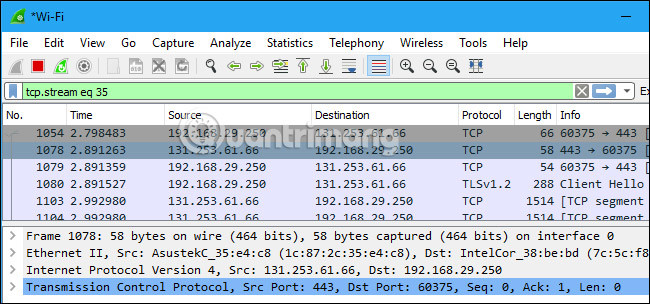 *Wi-Fi
File Edit View Go Capture Analyze Statistics Telephony Wireless Tools Help
tcp.stream eq 35
No. Time Source Destination Protocol Length Info
1054 2.798483 192.168.29.250 131.253.61.66 TCP 66 60375 → 443 [
1078 2.891263 131.253.61.66 192.168.29.250 TCP 58 443 → 60375 [
1079 2.891359 192.168.29.250 131.253.61.66 TCP 54 60375 → 443 [
1080 2.891527 192.168.29.250 131.253.61.66 TLSv1.2 288 Client Hello
1103 2.992980 131.253.61.66 192.168.29.250 TCP 1514 [TCP segment
1104 2.992980 131.253.61.66 192.168.29.250 TCP 1514 [TCP segment
quantrimang
Frame 1078: 58 bytes on wire (464 bits), 58 bytes captured (464 bits) on interface 0
Ethernet II, Src: AsustekC_35:e4:c8 (1c:87:2c:35:e4:c8), Dst: IntelCor_38:be:bd (7c:5c:f8
Internet Protocol Version 4, Src: 131.253.61.66, Dst: 192.168.29.250
Transmission Control Protocol, Src Port: 443, Dst Port: 60375, Seq: 0, Ack: 1, Len: 0